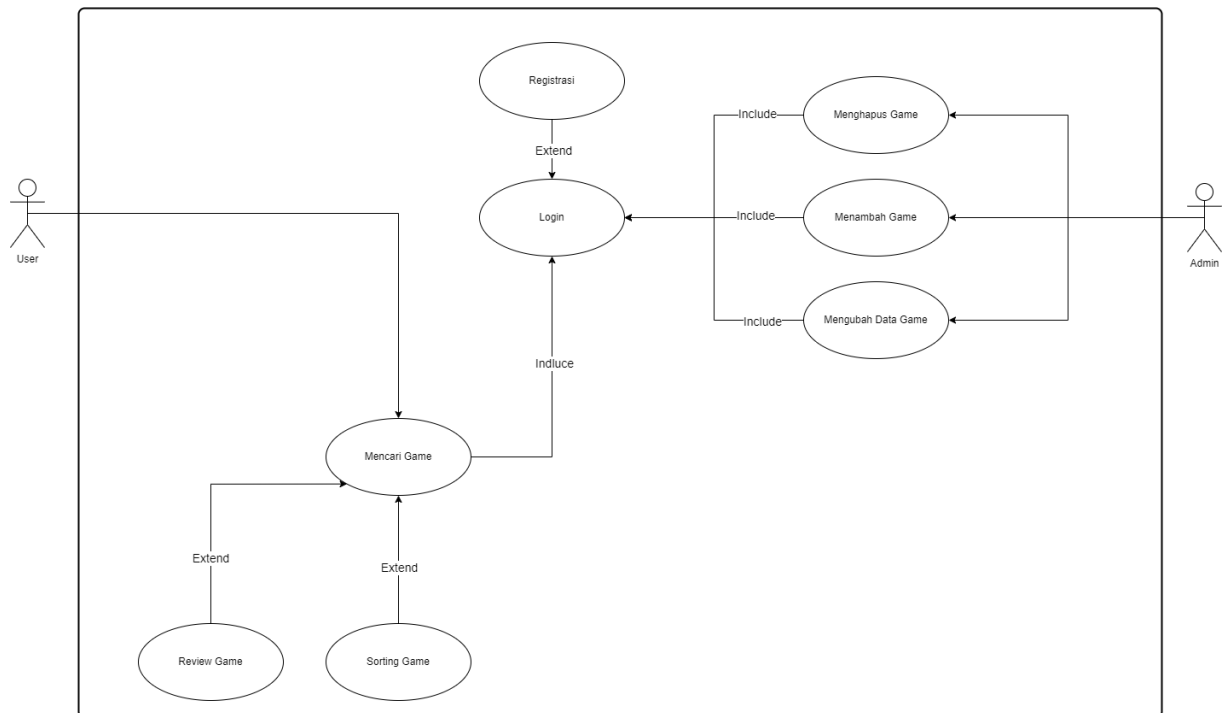 Registrasi
Extend
Login
Include
Menghapus Game
Include
Menambah Game
Include
Mengubah Data Game
User
Admin
Indluce
Mencari Game
Extend
Extend
Review Game
Sorting Game